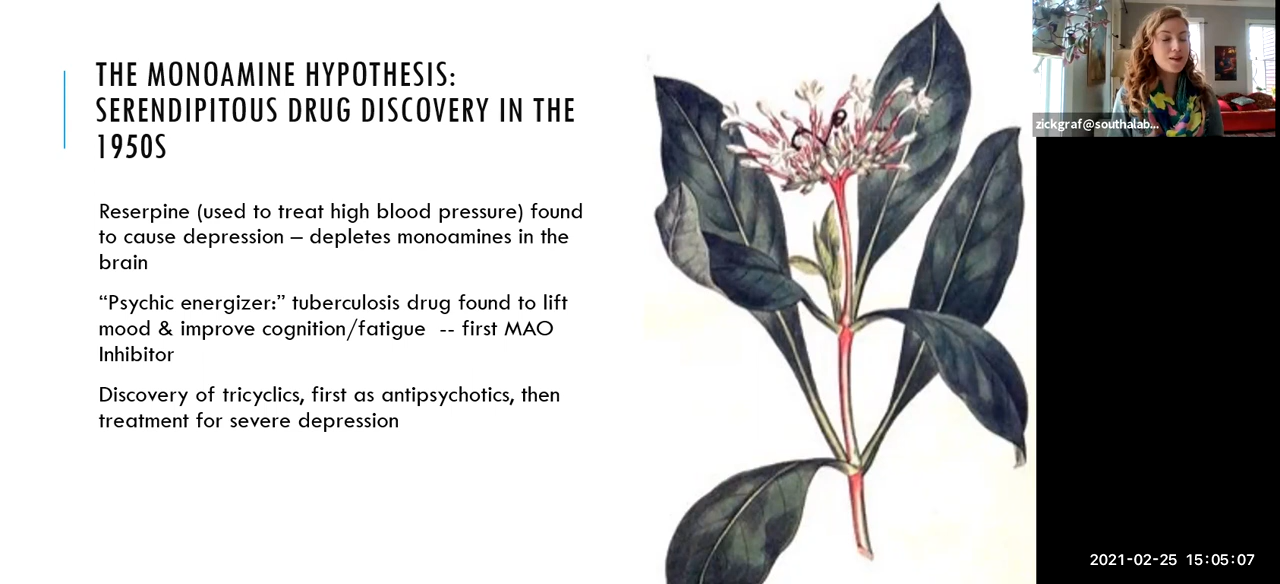 THE MONOAMINE HYPOTHESIS:
SERENDIPITOUS DRUG DISCOVERY IN THE
1950S
Reserpine (used to treat high blood pressure) found
to cause depression – depletes monoamines in the
brain
“Psychic energizer:” tuberculosis drug found to lift
mood & improve cognition/fatigue  -- first MAO
Inhibitor
Discovery of tricyclics, first as antipsychotics, then
treatment for severe depression
zickgraf@southalab...
2021-02-25 15:05:07